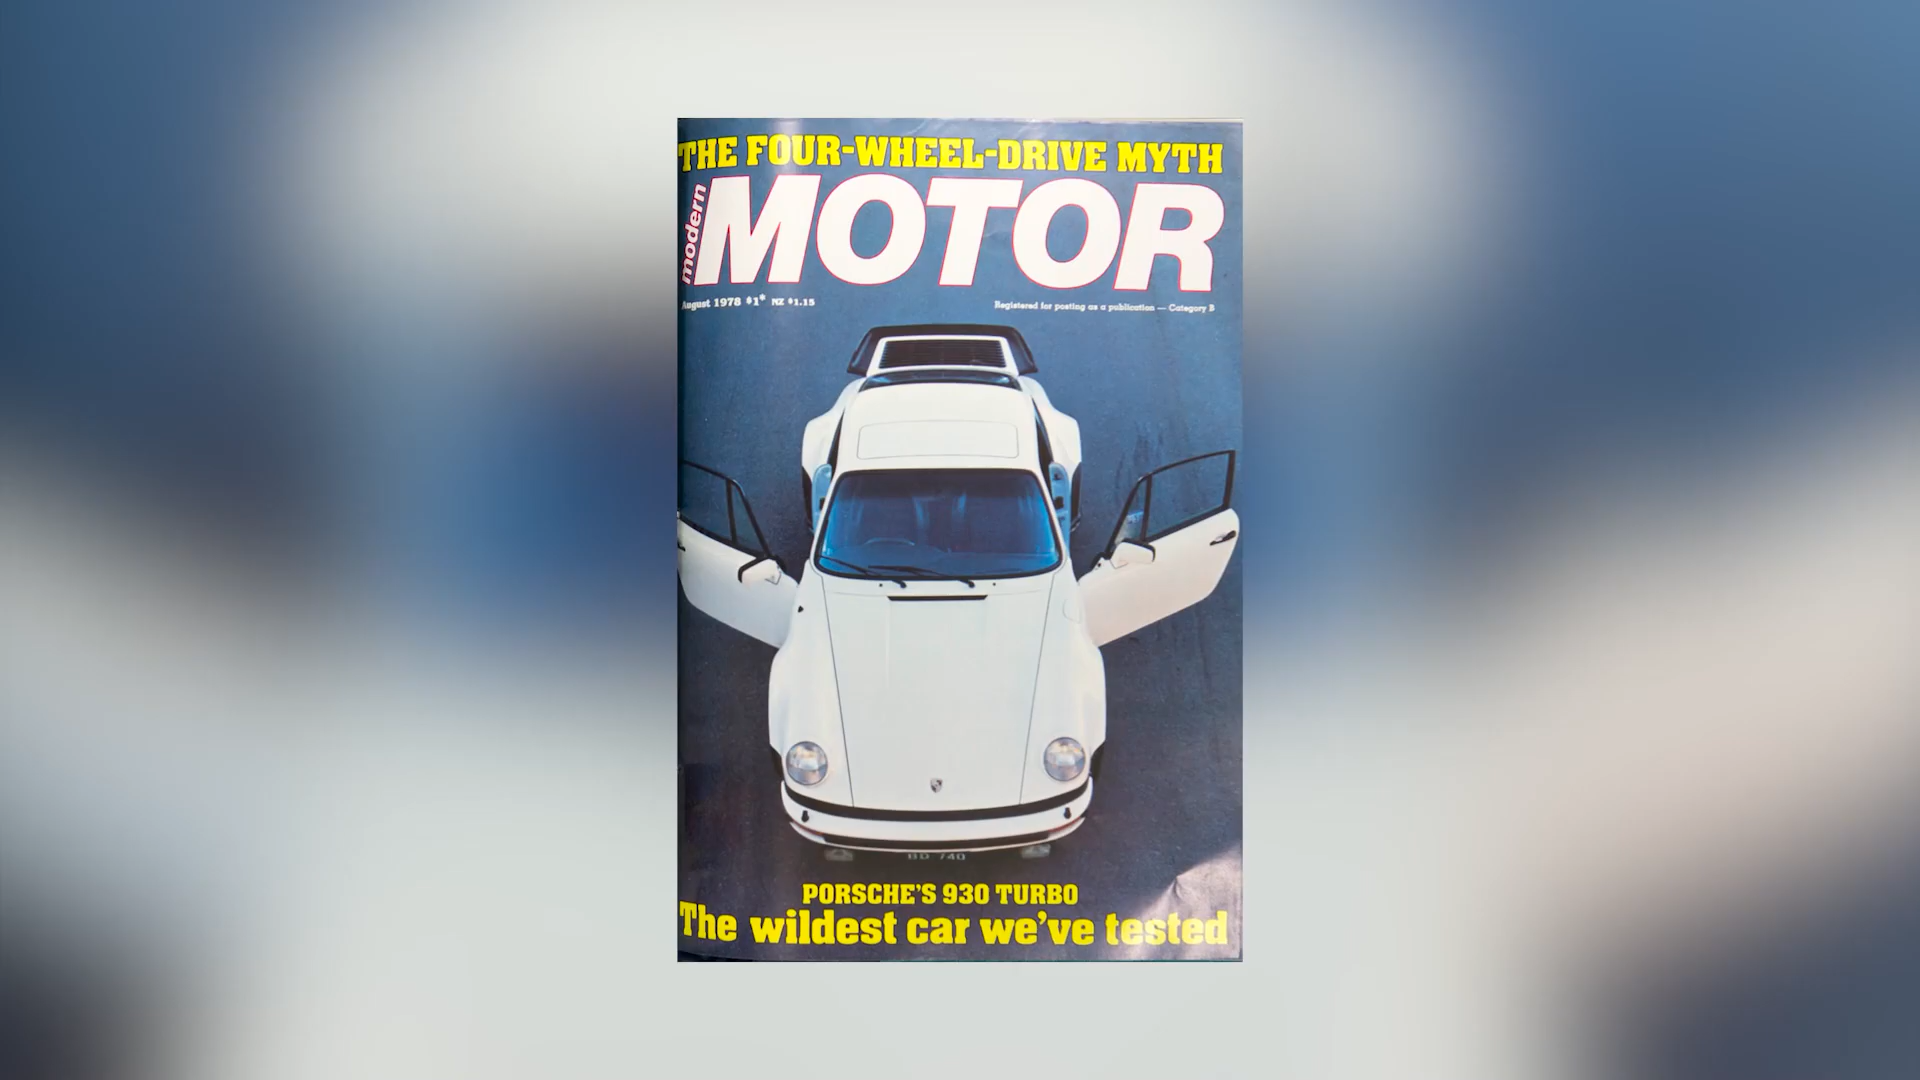 THE FOUR-WHEEL-DRIVE MYTH
modern MOTOR
August 1978 $1* NZ $1.15
Registered for posting as a publication — Category B
BD 740
PORSCHE'S 930 TURBO
The wildest car we've tested